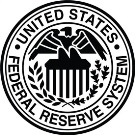 UNITED STATES
FEDERAL RESERVE SYSTEM